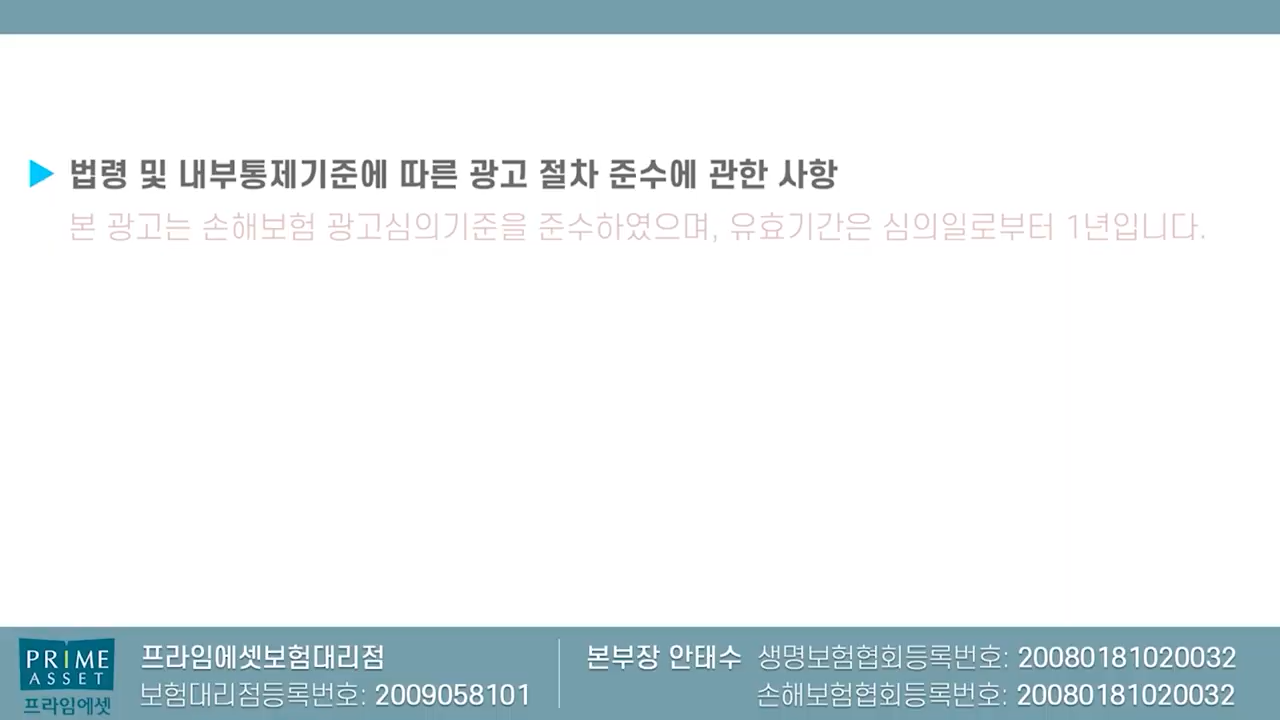 ▶ 법령 및 내부통제기준에 따른 광고 절차 준수에 관한 사항
본 광고는 손해보험 광고심의기준을 준수하였으며, 유효기간은 심의일로부터 1년입니다.
PRIME
ASSET
프라임에셋
프라임에셋보험대리점
보험대리점등록번호: 2009058101
본부장 안태수 생명보험협회등록번호: 20080181020032
손해보험협회등록번호: 20080181020032